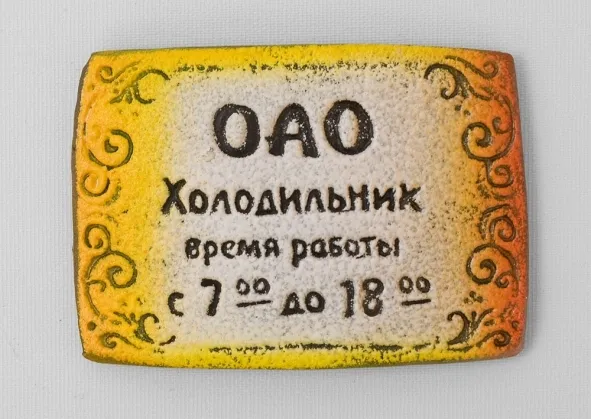 ОАО
Холодильник
время работы
с 7 00 до 18 00